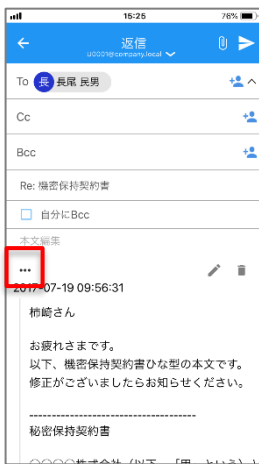 15:25
76%
返信
u0001@company.local
To 長 長尾 民男
Cc
Bcc
Re: 機密保持契約書
自分にBcc
本文編集
...
2017-07-19 09:56:31
柿崎さん
お疲れさまです。
以下、機密保持契約書ひな型の本文です。
修正がございましたらお知らせください。
-------------------------------------
秘密保持契約書